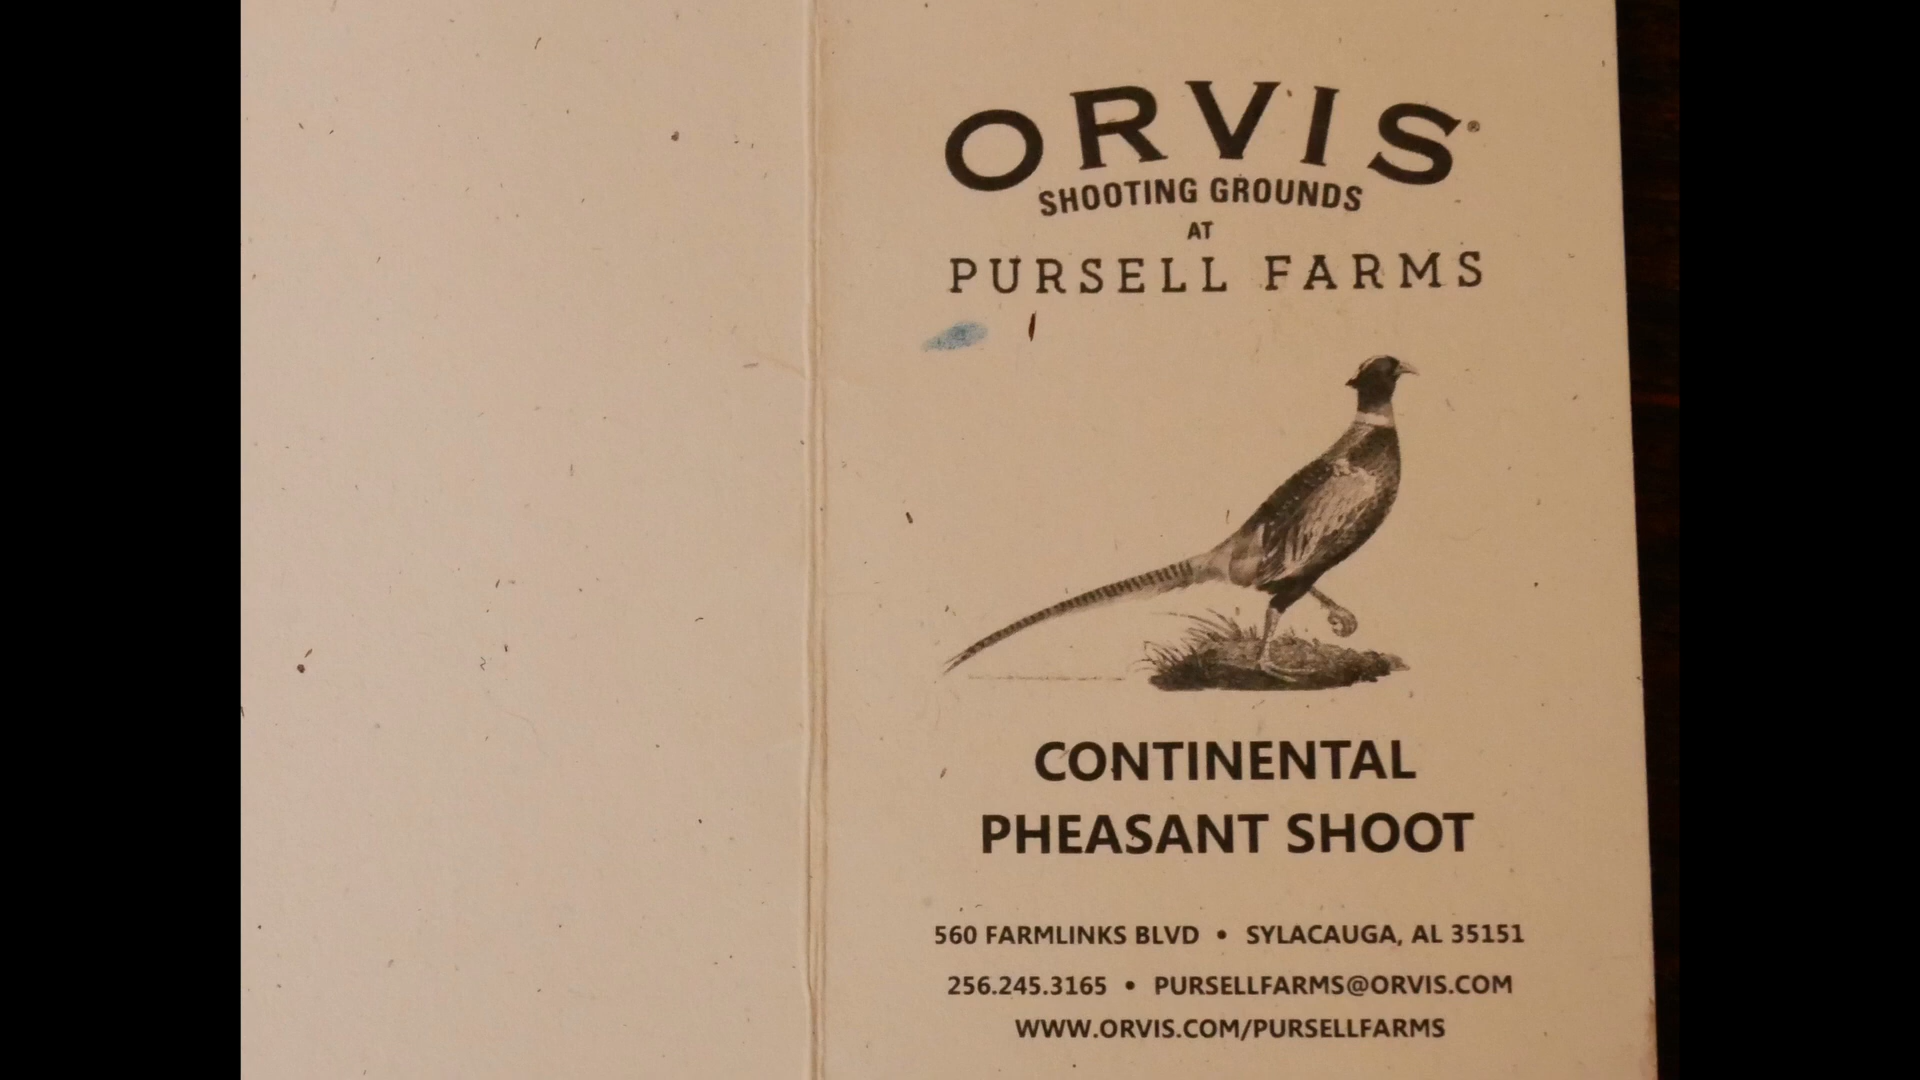 ORVIS®
SHOOTING GROUNDS
AT
PURSELL FARMS
CONTINENTAL
PHEASANT SHOOT
560 FARMLINKS BLVD • SYLACAUGA, AL 35151
256.245.3165 • PURSELLFARMS@ORVIS.COM
WWW.ORVIS.COM/PURSELLFARMS